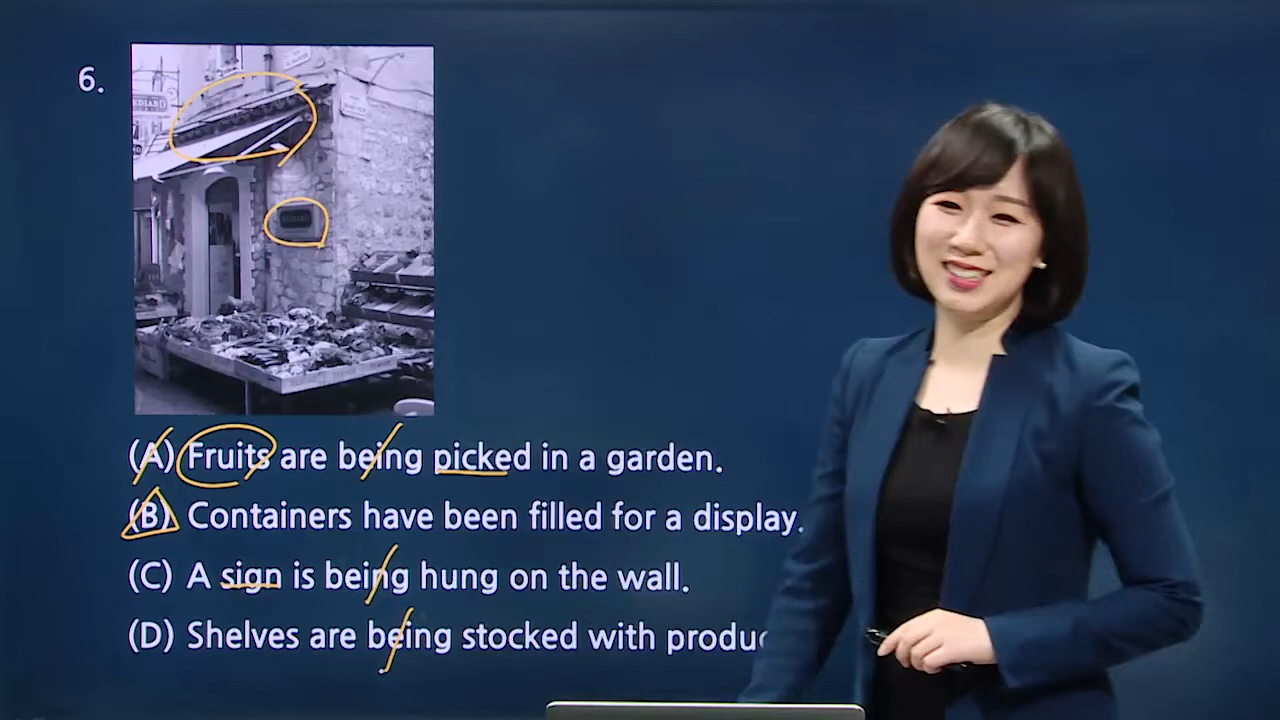 6.
(A) Fruits are being picked in a garden.
(B) Containers have been filled for a display.
(C) A sign is being hung on the wall.
(D) Shelves are being stocked with produc